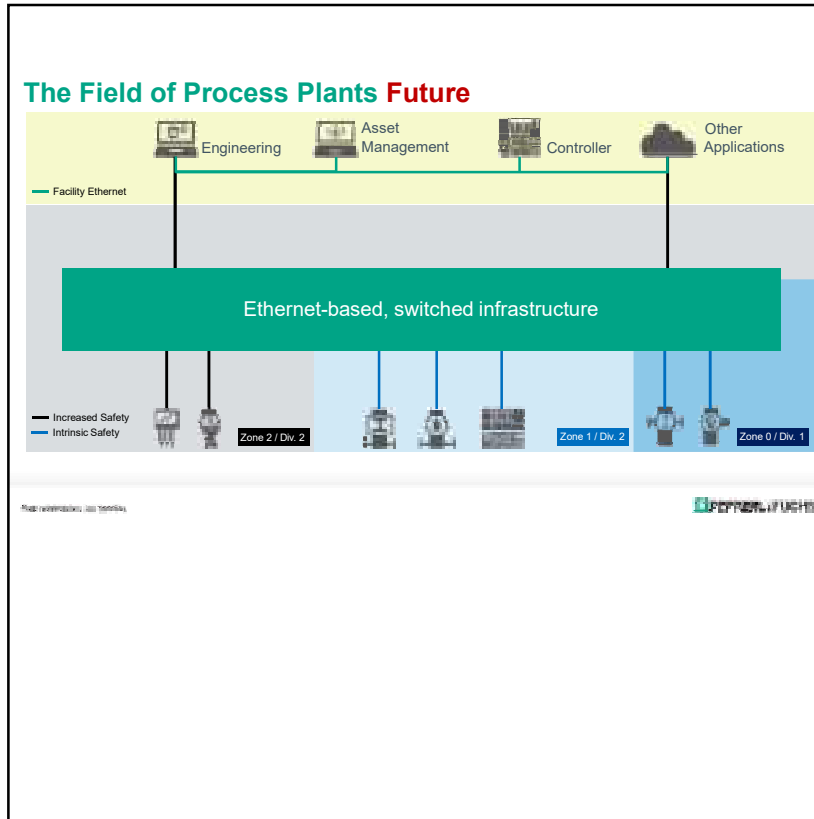 The Field of Process Plants Future
Engineering
Asset
Management
Controller
Other
Applications
Facility Ethernet
Ethernet-based, switched infrastructure
Increased Safety
Intrinsic Safety
Zone 2 / Div. 2
Zone 1 / Div. 2
Zone 0 / Div. 1